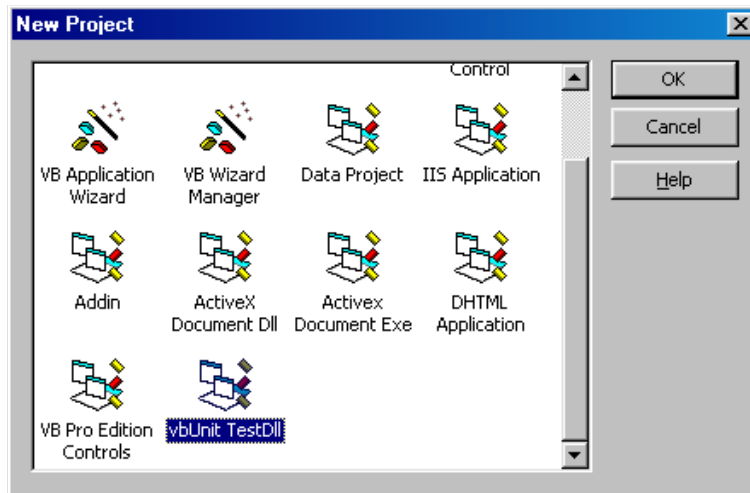 New Project
Control
OK
VB Application
Wizard
VB Wizard
Manager
Data Project
IIS Application
Cancel
Help
Addin
ActiveX
Document Dll
Activex
Document Exe
DHTML
Application
VB Pro Edition
Controls
vbUnit TestDll